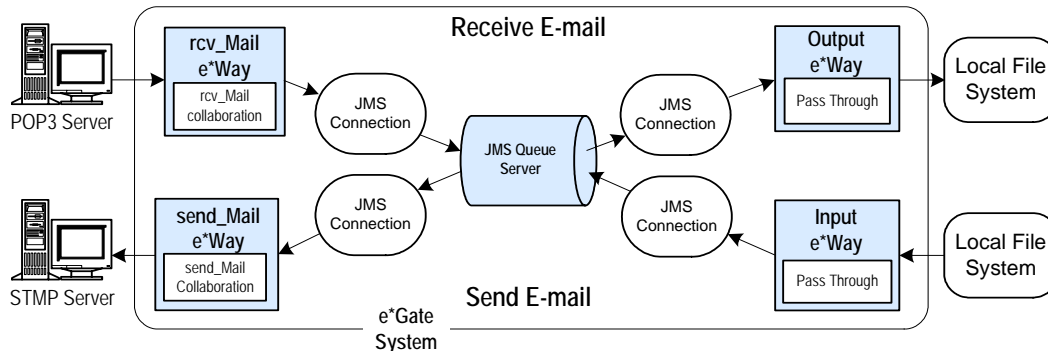 Receive E-mail
rcv_Mail
e*Way
rcv_Mail
collaboration
POP3 Server
JMS
Connection
JMS Queue
Server
JMS
Connection
Output
e*Way
Pass Through
Local File
System
STMP Server
send_Mail
e*Way
send_Mail
Collaboration
JMS
Connection
JMS
Connection
Input
e*Way
Pass Through
Local File
System
Send E-mail
e*Gate
System